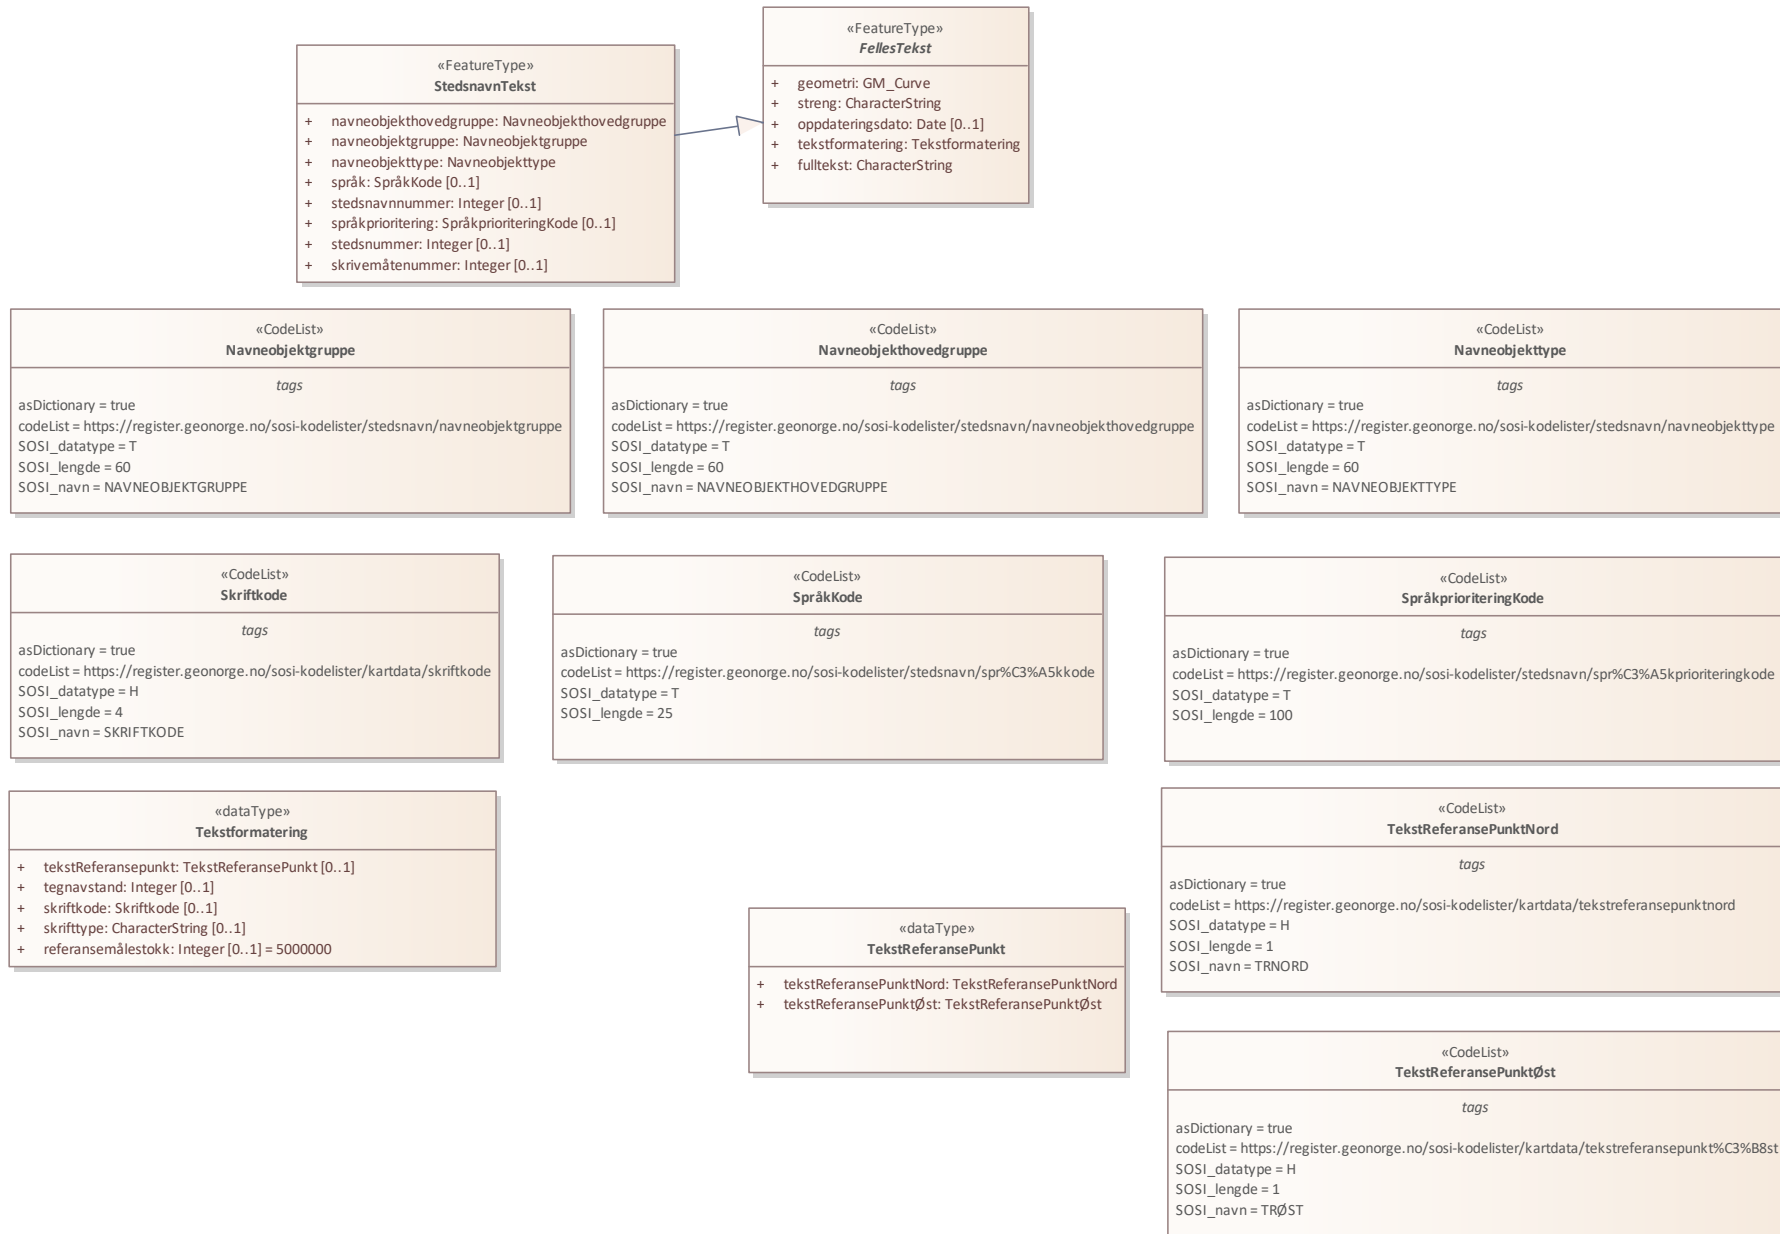 «FeatureType»
FellesTekst
+ geometri: GM_Curve
+ streng: CharacterString
+ oppdateringsdato: Date [0..1]
+ tekstformatering: Tekstformatering
+ fulltekst: CharacterString
«FeatureType»
StedsnavnTekst
+ navneobjekthovedgruppe: Navneobjekthovedgruppe
+ navneobjektgruppe: Navneobjektgruppe
+ navneobjekttype: Navneobjekttype
+ språk: SpråkKode [0..1]
+ stedsnavnnummer: Integer [0..1]
+ språkprioritering: SpråkprioriteringKode [0..1]
+ stedsnummer: Integer [0..1]
+ skrivemåtenummer: Integer [0..1]
«CodeList»
Navneobjektgruppe
tags
asDictionary = true
codeList = https://register.geonorge.no/sosi-kodelister/stedsnavn/navneobjektgruppe
SOSI_datatype = T
SOSI_lengde = 60
SOSI_navn = NAVNEOBJEKTGRUPPE
«CodeList»
Navneobjekthovedgruppe
tags
asDictionary = true
codeList = https://register.geonorge.no/sosi-kodelister/stedsnavn/navneobjekthovedgruppe
SOSI_datatype = T
SOSI_lengde = 60
SOSI_navn = NAVNEOBJEKTHOVEDGRUPPE
«CodeList»
Navneobjekttype
tags
asDictionary = true
codeList = https://register.geonorge.no/sosi-kodelister/stedsnavn/navneobjekttype
SOSI_datatype = T
SOSI_lengde = 60
SOSI_navn = NAVNEOBJEKTTYPE
«CodeList»
Skriftkode
tags
asDictionary = true
codeList = https://register.geonorge.no/sosi-kodelister/kartdata/skriftkode
SOSI_datatype = H
SOSI_lengde = 4
SOSI_navn = SKRIFTKODE
«CodeList»
SpråkKode
tags
asDictionary = true
codeList = https://register.geonorge.no/sosi-kodelister/stedsnavn/spr%C3%A5kkode
SOSI_datatype = T
SOSI_lengde = 25
«CodeList»
SpråkprioriteringKode
tags
asDictionary = true
codeList = https://register.geonorge.no/sosi-kodelister/stedsnavn/spr%C3%A5kprioriteringkode
SOSI_datatype = T
SOSI_lengde = 100
«dataType»
Tekstformatering
+ tekstReferansepunkt: TekstReferansePunkt [0..1]
+ tegnavstand: Integer [0..1]
+ skriftkode: Skriftkode [0..1]
+ skrifttype: CharacterString [0..1]
+ referansemålestokk: Integer [0..1] = 5000000
«dataType»
TekstReferansePunkt
+ tekstReferansePunktNord: TekstReferansePunktNord
+ tekstReferansePunktØst: TekstReferansePunktØst
«CodeList»
TekstReferansePunktNord
tags
asDictionary = true
codeList = https://register.geonorge.no/sosi-kodelister/kartdata/tekstreferansepunktnord
SOSI_datatype = H
SOSI_lengde = 1
SOSI_navn = TRNORD
«CodeList»
TekstReferansePunktØst
tags
asDictionary = true
codeList = https://register.geonorge.no/sosi-kodelister/kartdata/tekstreferansepunkt%C3%B8st
SOSI_datatype = H
SOSI_lengde = 1
SOSI_navn = TRØST